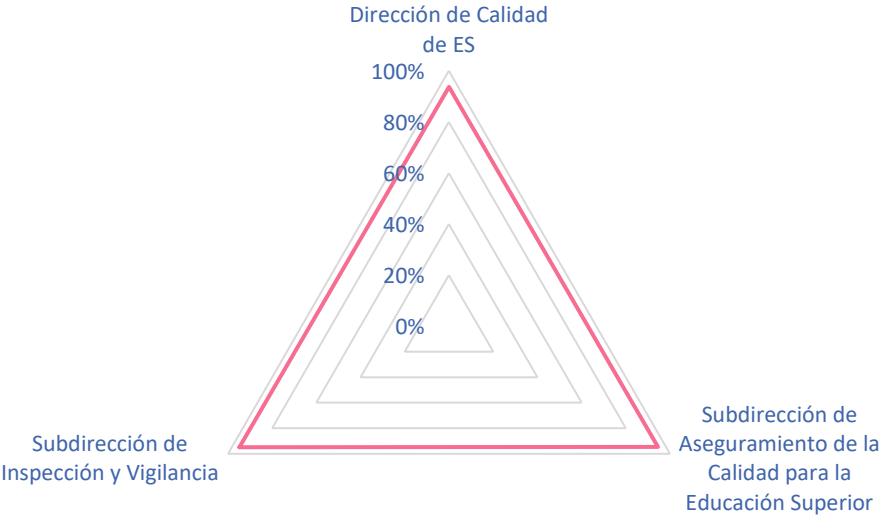 Dirección de Calidad
de ES
100%
80%
60%
40%
20%
0%
Subdirección de
Aseguramiento de la
Calidad para la
Educación Superior
Subdirección de
Inspección y Vigilancia